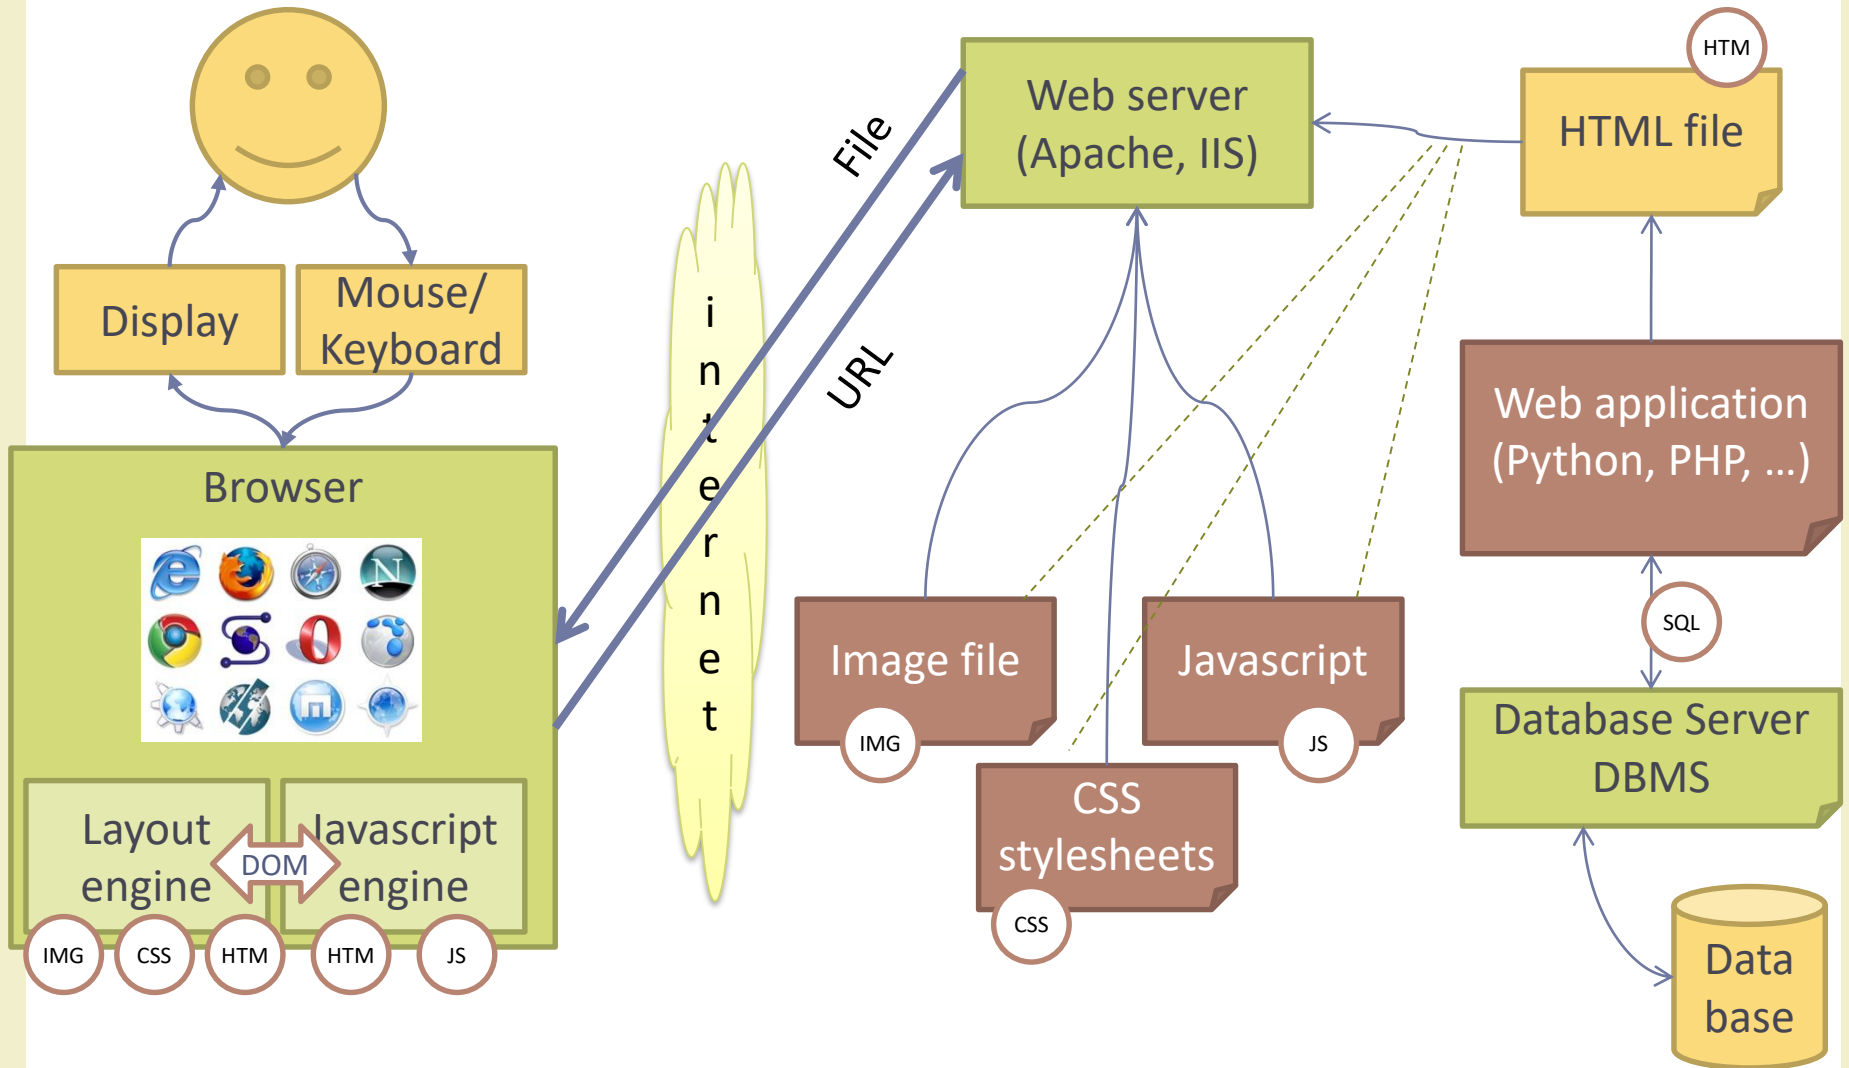 HTM
Web server
(Apache, IIS)
HTML file
File
Display
Mouse/
Keyboard
internet
URL
Web application
(Python, PHP, ...)
Browser
N
SQL
Image file
Javascript
IMG
JS
Database Server
DBMS
CSS
stylesheets
CSS
Layout
engine
DOM
Javascript
engine
IMG
CSS
HTM
HTM
JS
Data
base